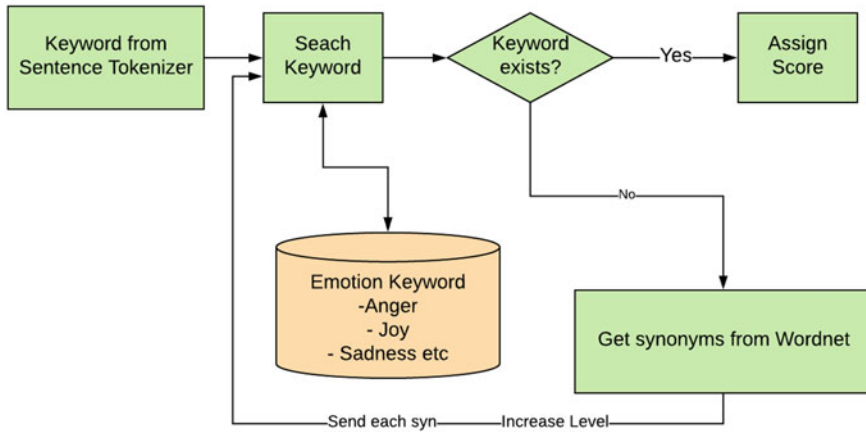 Keyword from
Sentence Tokenizer
Seach
Keyword
Keyword
exists?
Yes
Assign
Score
No
Emotion Keyword
-Anger
- Joy
- Sadness etc
Get synonyms from Wordnet
Send each syn
Increase Level